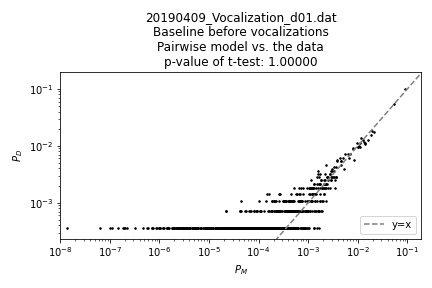 20190409_Vocalization_d01.dat
Baseline before vocalizations
Pairwise model vs. the data
p-value of t-test: 1.00000
P_D
10⁻¹
10⁻²
10⁻³
y=x
10⁻⁸ 10⁻⁷ 10⁻⁶ 10⁻⁵ 10⁻⁴ 10⁻³ 10⁻² 10⁻¹
P_M